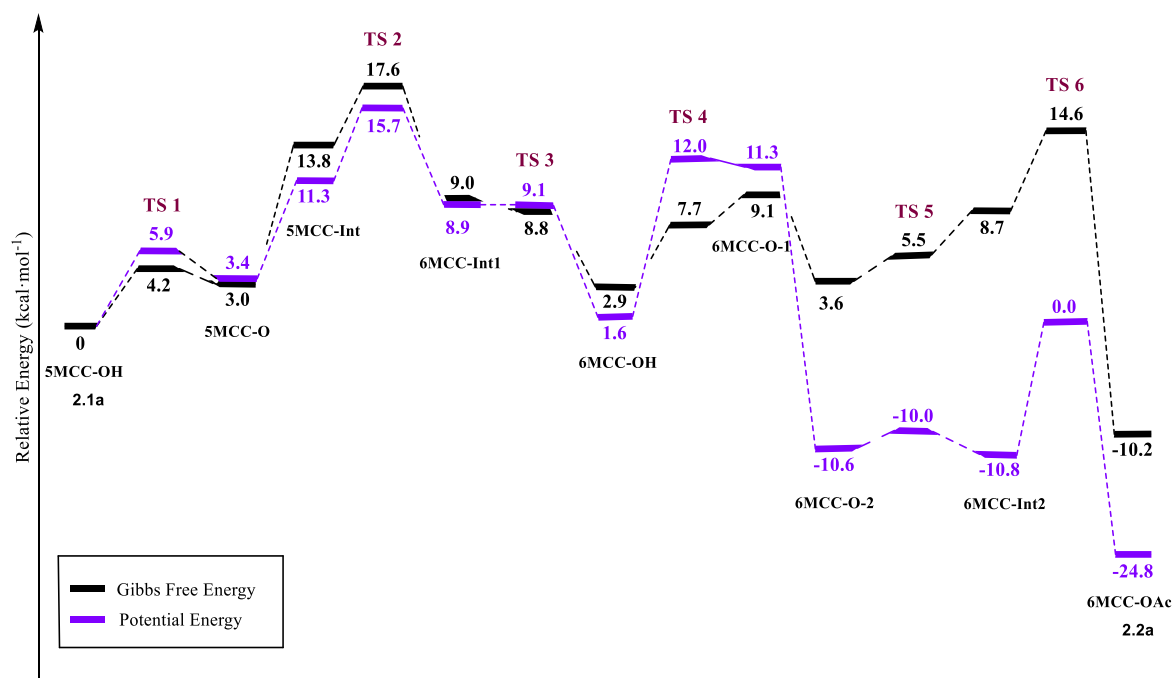 Relative Energy (kcal·mol⁻¹)
TS 1
TS 2
TS 3
TS 4
TS 5
TS 6
0
5MCC-OH
2.1a
5.9
4.2
3.4
3.0
5MCC-O
13.8
11.3
5MCC-Int
17.6
15.7
9.0
8.9
6MCC-Int1
9.1
8.8
2.9
1.6
6MCC-OH
12.0
7.7
11.3
9.1
6MCC-O-1
3.6
-10.6
6MCC-O-2
5.5
-10.0
8.7
-10.8
6MCC-Int2
14.6
0.0
-10.2
-24.8
6MCC-OAc
2.2a
Gibbs Free Energy
Potential Energy